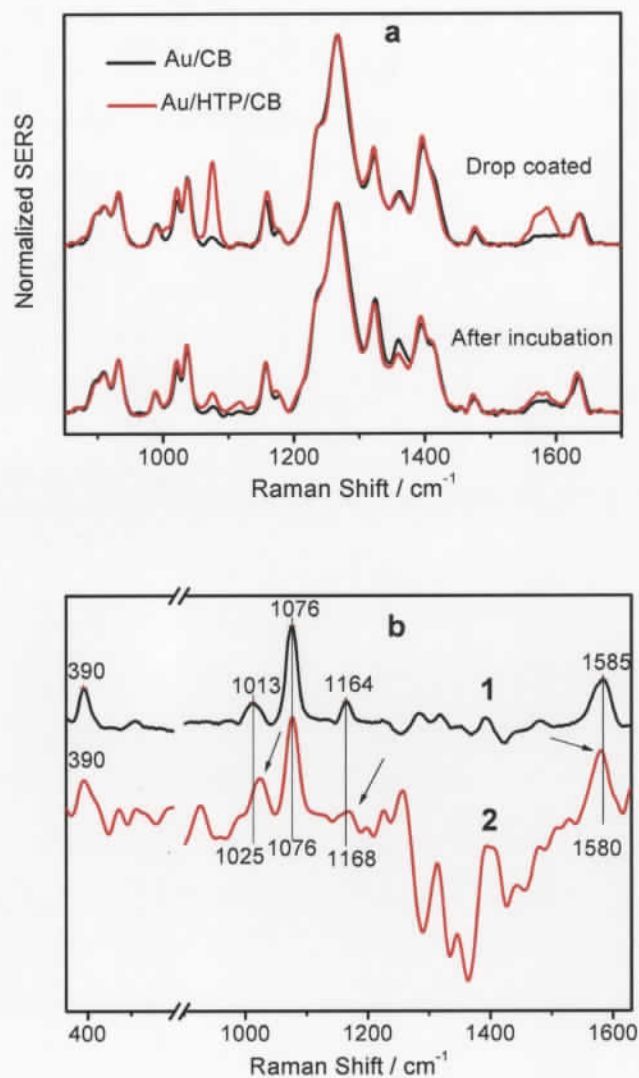 a
Au/CB
Au/HTP/CB
Drop coated
After incubation
Normalized SERS
1000 1200 1400 1600
Raman Shift / cm⁻¹
b
1076
390 1013 1164 1 1585
390
2
1025 1076 1168 1580
400 1000 1200 1400 1600
Raman Shift / cm⁻¹